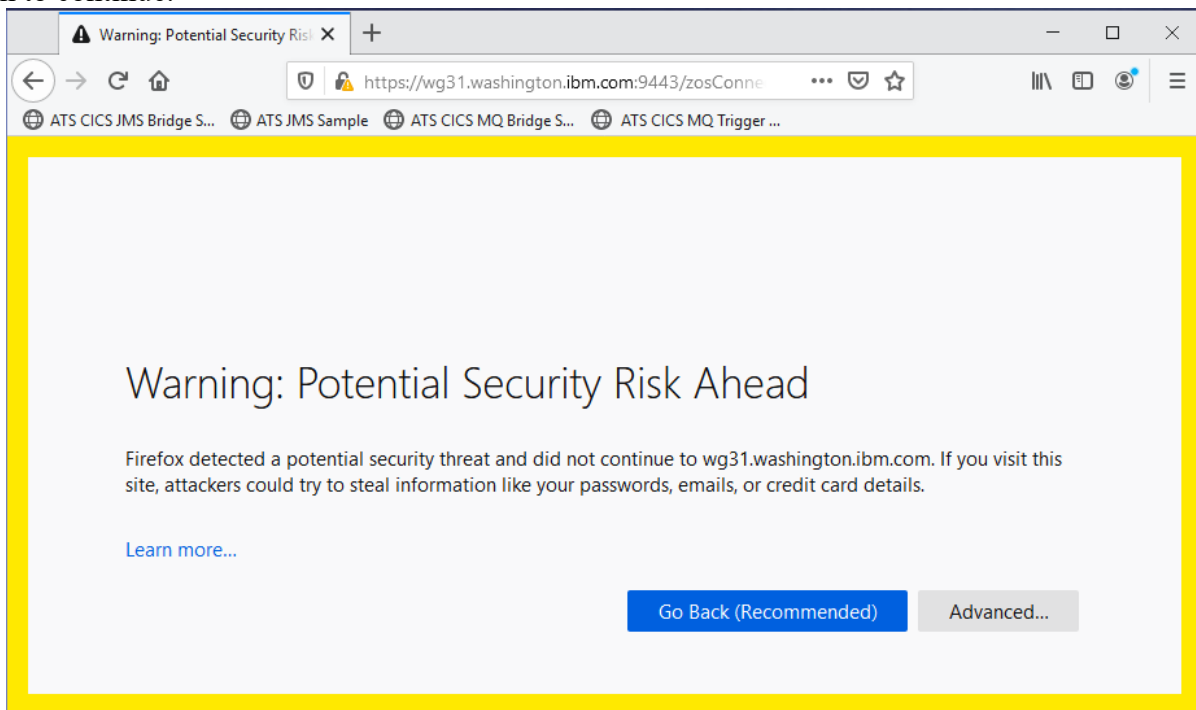 Warning: Potential Security Ris
https://wg31.washington.ibm.com:9443/zosConne
ATS CICS JMS Bridge S... ATS JMS Sample ATS CICS MQ Bridge S... ATS CICS MQ Trigger ...
Warning: Potential Security Risk Ahead
Firefox detected a potential security threat and did not continue to wg31.washington.ibm.com. If you visit this
site, attackers could try to steal information like your passwords, emails, or credit card details.
Learn more...
Go Back (Recommended) Advanced...